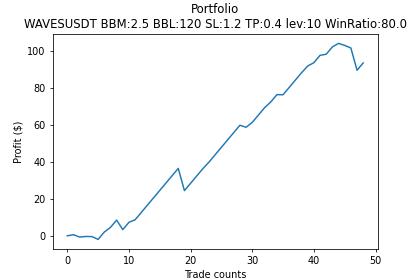 Portfolio
WAVESUSDT BBM:2.5 BBL:120 SL:1.2 TP:0.4 lev:10 WinRatio:80.0
100
80
60
40
20
0
Profit ($)
0 10 20 30 40 50
Trade counts